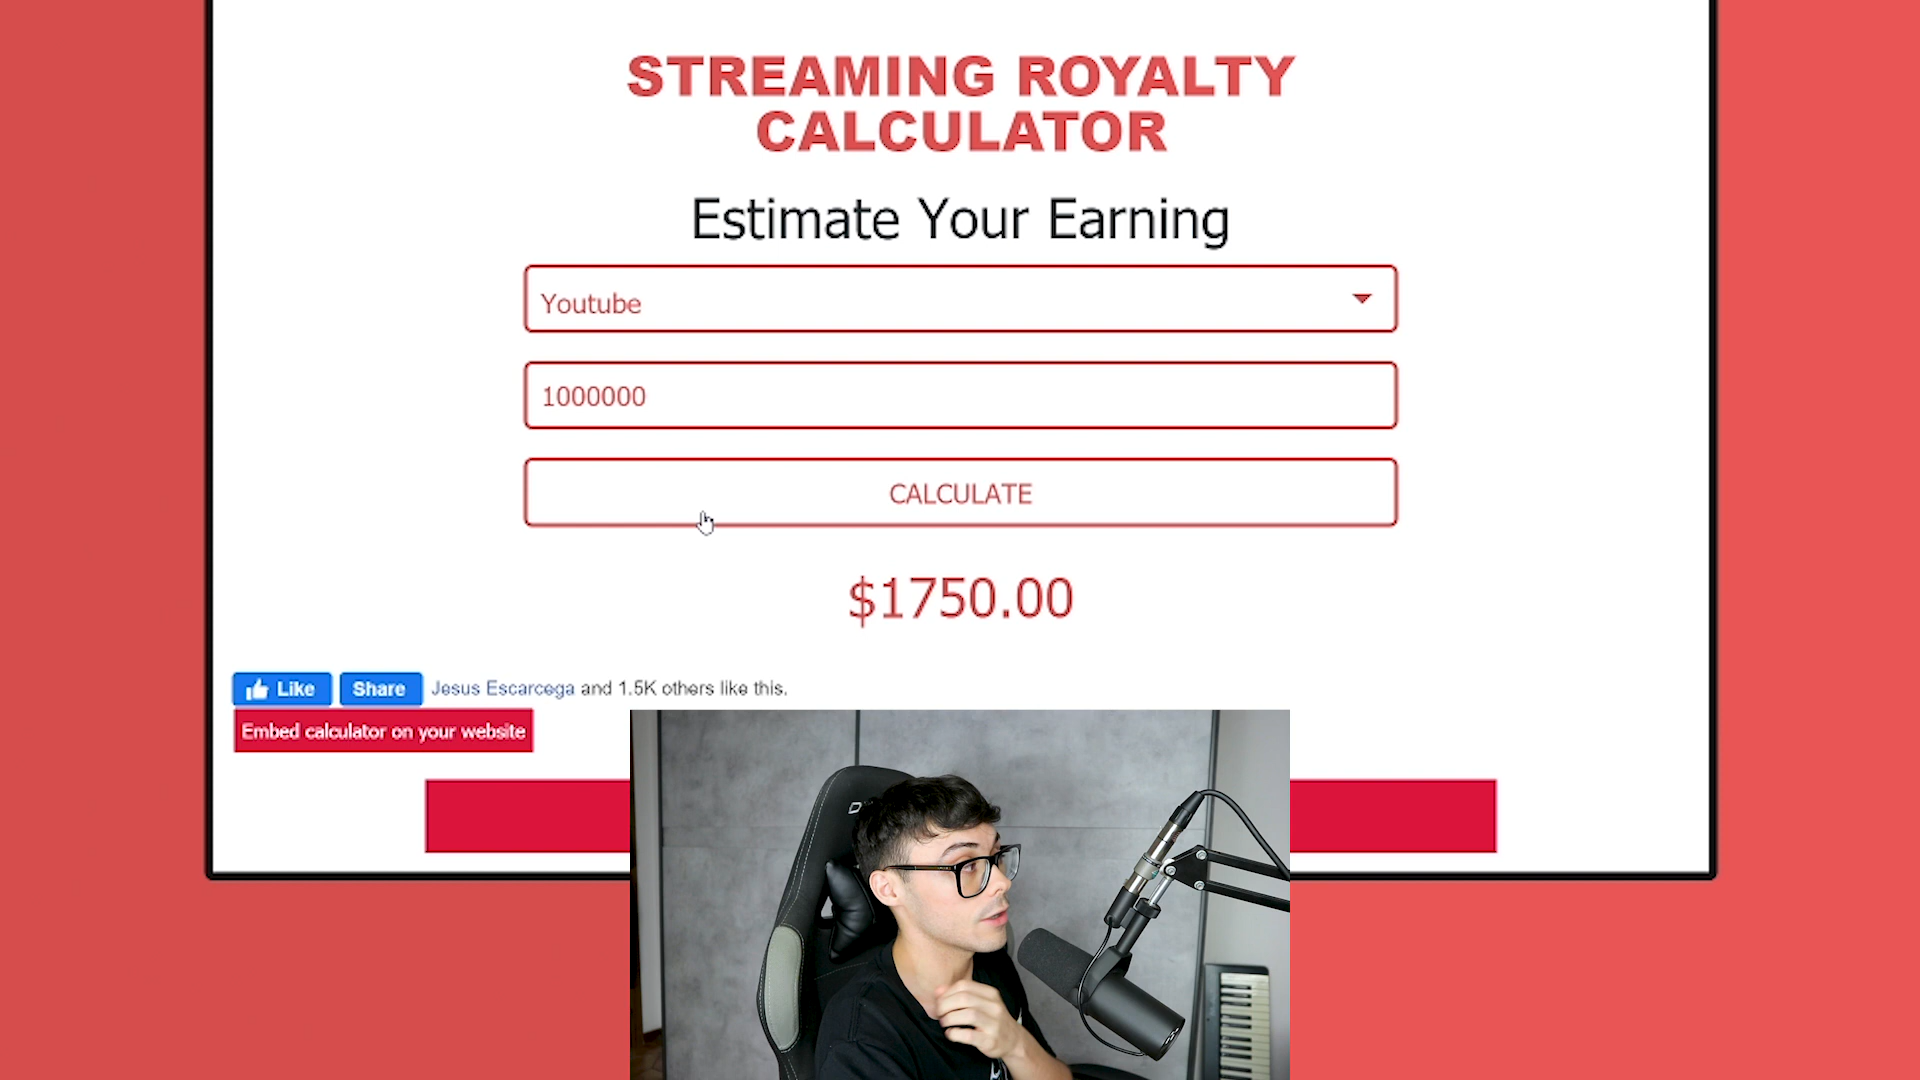 STREAMING ROYALTY
CALCULATOR
Estimate Your Earning
Youtube
1000000
CALCULATE
$1750.00
Like
Share
Jesus Escarcega and 1.5K others like this.
Embed calculator on your website